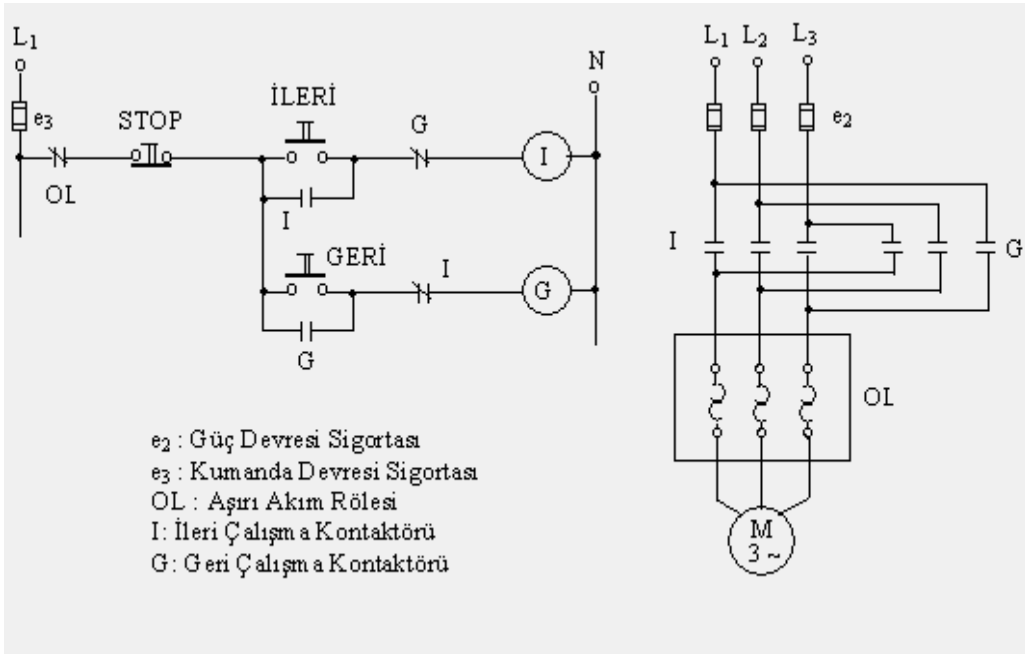 L1
e3
STOP
OL
İLERİ
G
I
N
I
GERİ
I
G
G
L1 L2 L3
e2
I
G
OL
M
3 ~
e2 : Güç Devresi Sigortası
e3 : Kumanda Devresi Sigortası
OL : Aşırı Akım Rölesi
I: İleri Çalışma Kontaktörü
G: Geri Çalışma Kontaktörü